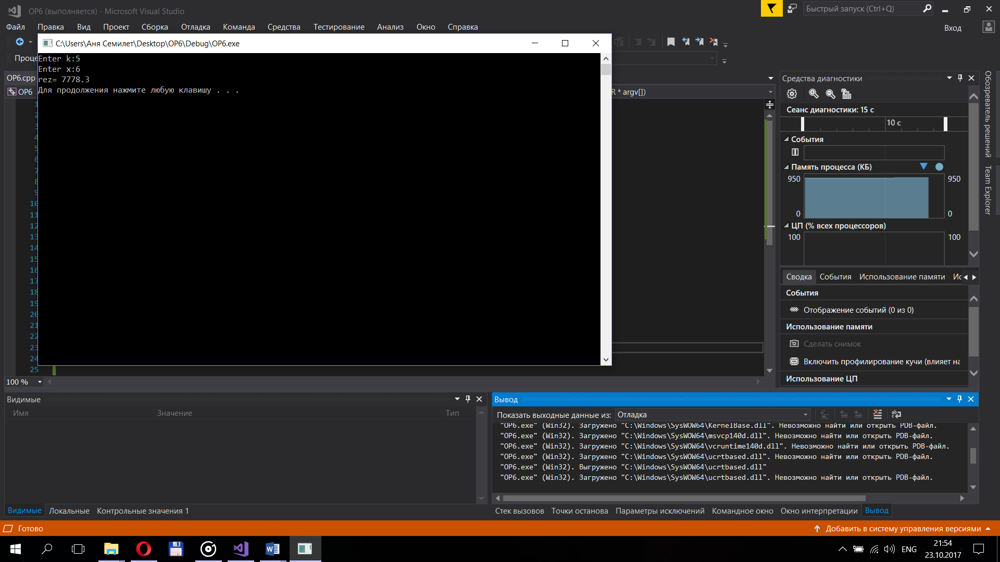 OP6 (выполняется) - Microsoft Visual Studio
Быстрый запуск (Ctrl+Q)
Файл Правка Вид Проект Сборка Отладка Команда Средства Тестирование Анализ Окно Справка
Вход
C:\Users\Аня Семилет\Desktop\OP6\Debug\OP6.exe
Enter k:5
Enter x:6
rez= 7778.3
Для продолжения нажмите любую клавишу . . .
OP6.cpp
OP6
R * argv[])
1
2
3
4
5
6
7
8
9
10
11
12
13
14
15
16
17
18
19
20
21
22
23
24
25
100 %
Средства диагностики
Сеанс диагностики: 15 с
10 с
События
Память процесса (КБ)
950 950
0 0
ЦП (% всех процессоров)
100 100
Сводка События Использование памяти
События
Отображение событий (0 из 0)
Использование памяти
Сделать снимок
Включить профилирование кучи (влияет на
Использование ЦП
Обозреватель решений
Team Explorer
Видимые
Имя Значение Тип
Видимые Локальные Контрольные значения 1
Вывод
Показать выходные данные из: Отладка
"OP6.exe" (Win32). Загружено "C:\Windows\SysWOW64\KernelBase.dll". Невозможно найти или открыть PDB-файл.
"OP6.exe" (Win32). Загружено "C:\Windows\SysWOW64\msvcp140d.dll". Невозможно найти или открыть PDB-файл.
"OP6.exe" (Win32). Загружено "C:\Windows\SysWOW64\vcruntime140d.dll". Невозможно найти или открыть PDB-файл.
"OP6.exe" (Win32). Загружено "C:\Windows\SysWOW64\ucrtbased.dll". Невозможно найти или открыть PDB-файл.
"OP6.exe" (Win32). Выгружено "C:\Windows\SysWOW64\ucrtbased.dll"
"OP6.exe" (Win32). Загружено "C:\Windows\SysWOW64\ucrtbased.dll". Невозможно найти или открыть PDB-файл.
Стек вызовов Точки останова Параметры исключений Командное окно Окно интерпретации Вывод
Готово
Добавить в систему управления версиями
ENG
21:54
23.10.2017